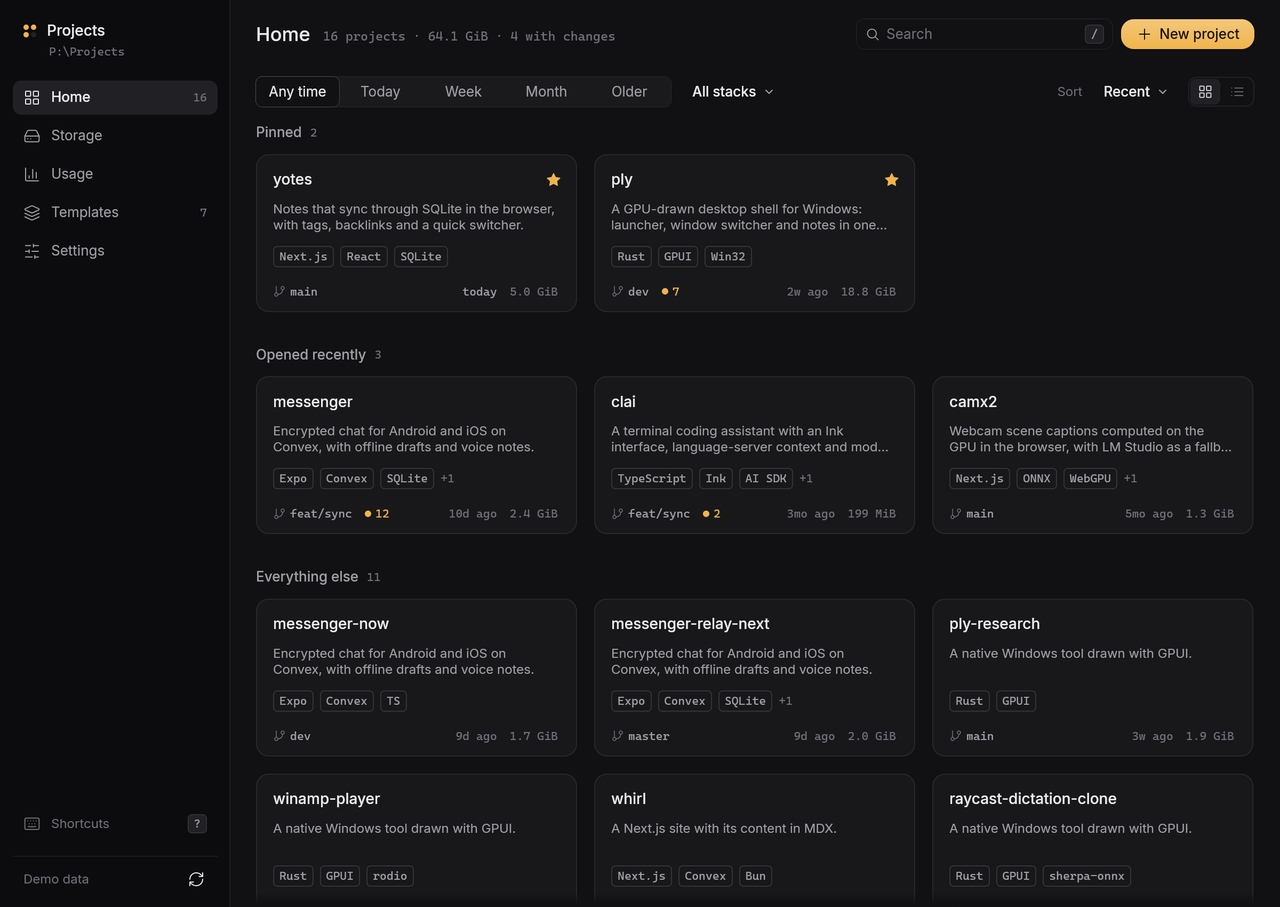 Projects
P:\Projects
Home 16
Storage
Usage
Templates 7
Settings
Shortcuts ?
Demo data
Home 16 projects · 64.1 GiB · 4 with changes
Search /
New project
Any time Today Week Month Older All stacks
Sort Recent
Pinned 2
yotes
Notes that sync through SQLite in the browser,
with tags, backlinks and a quick switcher.
Next.js React SQLite
main today 5.0 GiB
ply
A GPU-drawn desktop shell for Windows:
launcher, window switcher and notes in one...
Rust GPUI Win32
dev 7 2w ago 18.8 GiB
Opened recently 3
messenger
Encrypted chat for Android and iOS on
Convex, with offline drafts and voice notes.
Expo Convex SQLite +1
feat/sync 12 10d ago 2.4 GiB
clai
A terminal coding assistant with an Ink
interface, language-server context and mod...
TypeScript Ink AI SDK +1
feat/sync 2 3mo ago 199 MiB
camx2
Webcam scene captions computed on the
GPU in the browser, with LM Studio as a fallb...
Next.js ONNX WebGPU +1
main 5mo ago 1.3 GiB
Everything else 11
messenger-now
Encrypted chat for Android and iOS on
Convex, with offline drafts and voice notes.
Expo Convex TS
dev 9d ago 1.7 GiB
messenger-relay-next
Encrypted chat for Android and iOS on
Convex, with offline drafts and voice notes.
Expo Convex SQLite +1
master 9d ago 2.0 GiB
ply-research
A native Windows tool drawn with GPUI.
Rust GPUI
main 3w ago 1.9 GiB
winamp-player
A native Windows tool drawn with GPUI.
Rust GPUI rodio
whirl
A Next.js site with its content in MDX.
Next.js Convex Bun
raycast-dictation-clone
A native Windows tool drawn with GPUI.
Rust GPUI sherpa-onnx